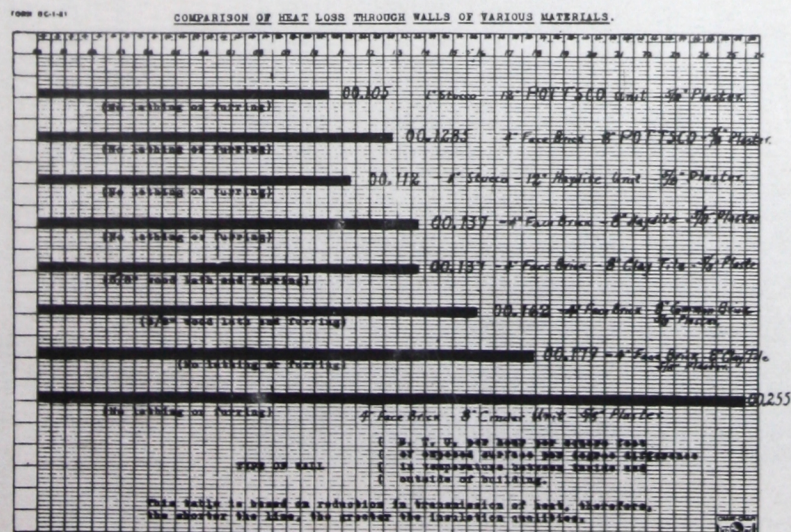 FORM HC-1-41
COMPARISON OF HEAT LOSS THROUGH WALLS OF VARIOUS MATERIALS.
00.105 1" Stucco - 12" POTTSCO Unit - 5/8" Plaster
(No lathing or furring)
00.1285 4" Face Brick - 8" POTTSCO - 5/8" Plaster.
(No lathing or furring)
00.112 - 1" Stucco - 12" Haydite Unit - 5/8" Plaster
(No lathing or furring)
00.137 - 4" Face Brick - 8" Haydite - 5/8" Plaster
(No lathing or furring)
00.137 - 4" Face Brick - 8" Clay Tile - 5/8" Plaster
(5/8" wood lath and furring)
00.162 - 4" Face Brick 8" Common Brick
5/8" Plaster
(5/8" wood lath and furring)
00.179 - 4" Face Brick 8" Clay Tile
5/8" Plaster
(No lathing or furring)
00.255
(No lathing or furring) 4" Face Brick - 8" Cinder Unit - 5/8" Plaster
( B. T. U. per hour per square foot
( of exposed surface per degree difference
TYPE OF WALL ( in temperature between inside and
( outside of building.
This table is based on reduction in transmission of heat, therefore,
the shorter the line, the greater the insulation qualities.